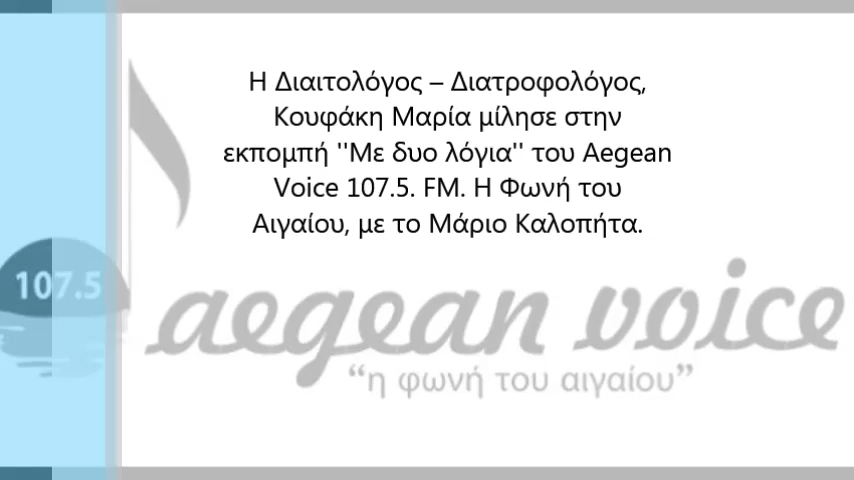 Η Διαιτολόγος – Διατροφολόγος,
Κουφάκη Μαρία μίλησε στην
εκπομπή ''Με δυο λόγια'' του Aegean
Voice 107.5. FM. Η Φωνή του
Αιγαίου, με το Μάριο Καλοπήτα.
107.5
aegean voice
“η φωνή του αιγαίου”